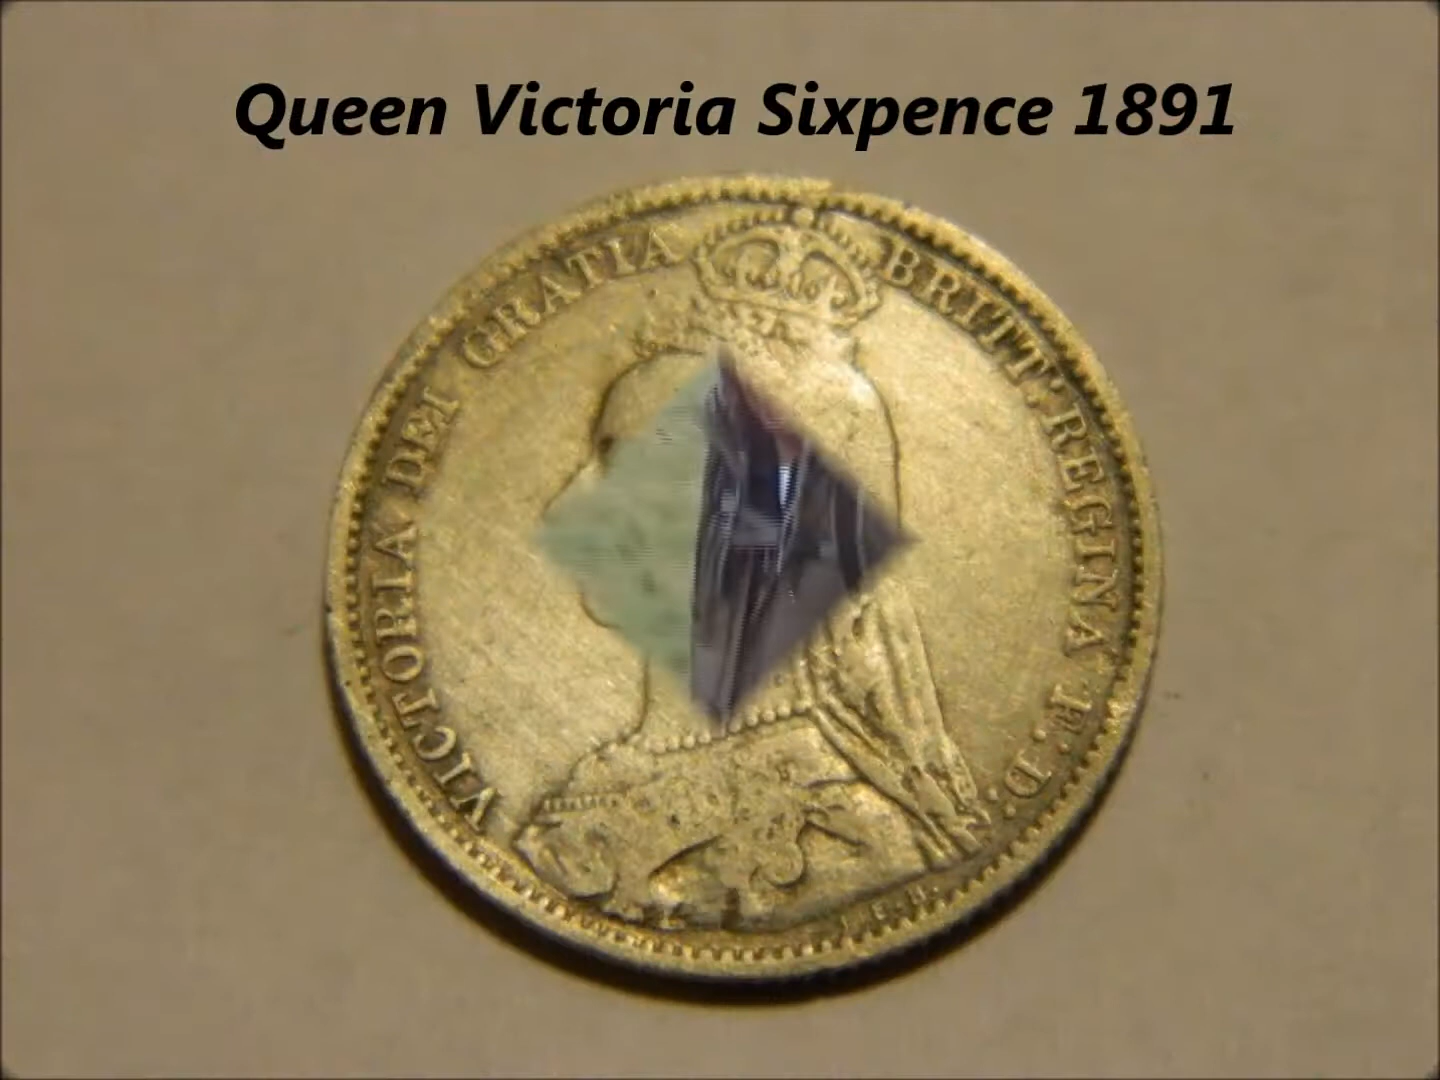 Queen Victoria Sixpence 1891
VICTORIA DEI GRATIA BRITT: REGINA F: D:
J.E.B.